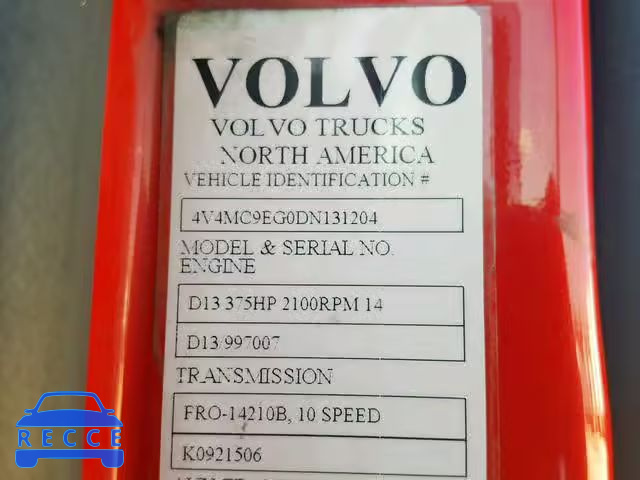 VOLVO
VOLVO TRUCKS
NORTH AMERICA
VEHICLE IDENTIFICATION #
4V4MC9EG0DN131204
MODEL & SERIAL NO.
ENGINE
D13 375HP 2100RPM 14
D13 997007
TRANSMISSION
FRO-14210B, 10 SPEED
K0921506
RECCE